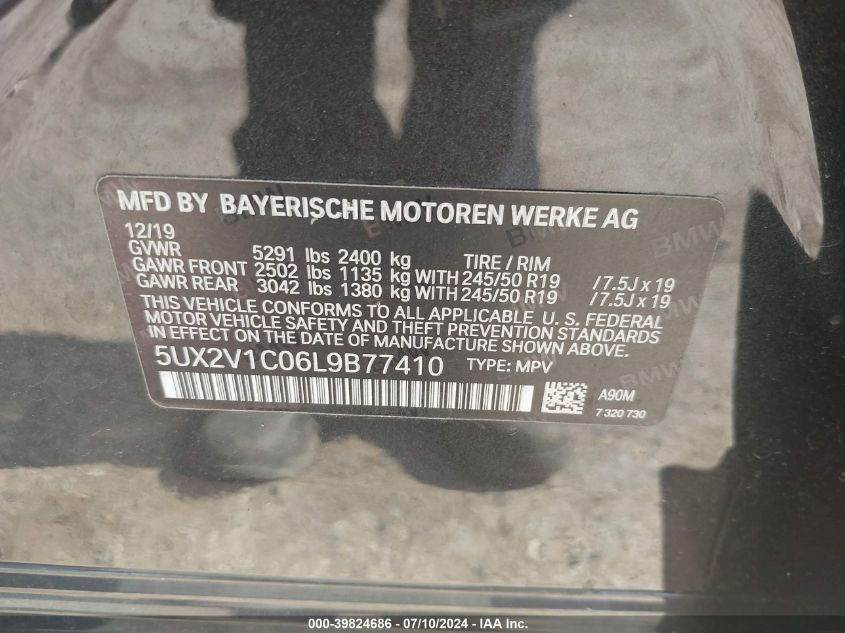 MFD BY BAYERISCHE MOTOREN WERKE AG
12/19
GVWR 5291 lbs 2400 kg TIRE / RIM
GAWR FRONT 2502 lbs 1135 kg WITH 245/50 R19 / 7.5J x 19
GAWR REAR 3042 lbs 1380 kg WITH 245/50 R19 / 7.5J x 19
THIS VEHICLE CONFORMS TO ALL APPLICABLE U. S. FEDERAL
MOTOR VEHICLE SAFETY AND THEFT PREVENTION STANDARDS
IN EFFECT ON THE DATE OF MANUFACTURE SHOWN ABOVE.
5UX2V1C06L9B77410 TYPE: MPV
A90M
7 320 730
000-39824686 - 07/10/2024 - IAA Inc.